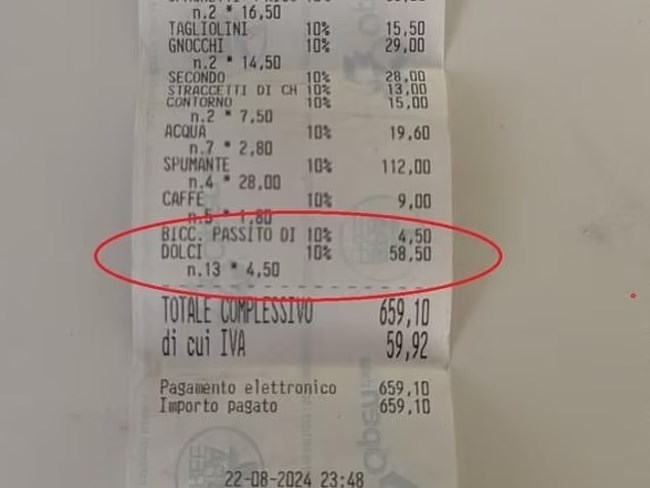 n.2 * 16,50
TAGLIOLINI 10% 15,50
GNOCCHI 10% 29,00
n.2 * 14,50
SECONDO 10% 28,00
STRACCETTI DI CH 10% 13,00
CONTORNO 10% 15,00
n.2 * 7,50
ACQUA 10% 19,60
n.7 * 2,80
SPUMANTE 10% 112,00
n.4 * 28,00
CAFFE 10% 9,00
n.5 * 1,80
BICC. PASSITO DI 10% 4,50
DOLCI 10% 58,50
n.13 * 4,50
TOTALE COMPLESSIVO 659,10
di cui IVA 59,92
Pagamento elettronico 659,10
Importo pagato 659,10
22-08-2024 23:48